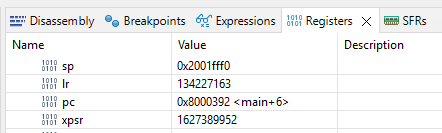 Disassembly Breakpoints Expressions Registers SFRs
Name Value Description
sp 0x2001fff0
lr 134227163
pc 0x8000392 <main+6>
xpsr 1627389952